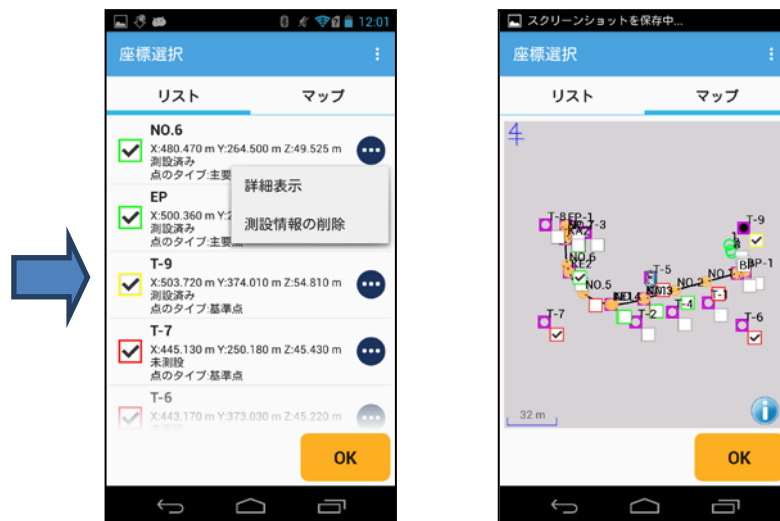 12:01
座標選択
リスト
マップ
NO.6
X:480.470 m Y:264.500 m Z:49.525 m
測設済み
点のタイプ:主要
詳細表示
測設情報の削除
EP
X:500.360 m Y:2
測設済み
点のタイプ:主要点
T-9
X:503.720 m Y:374.010 m Z:54.810 m
測設済み
点のタイプ:基準点
T-7
X:445.130 m Y:250.180 m Z:45.430 m
未測設
点のタイプ:基準点
T-6
X:443.170 m Y:373.030 m Z:45.220 m
OK
スクリーンショットを保存中...
座標選択
リスト
マップ
4
T-8
EP-1
T-3
T-9
NO.6
KE2
NO.5
T-5
NO.2
NO.1
BP-1
T-1
T-4
T-2
T-7
T-6
32 m
OK